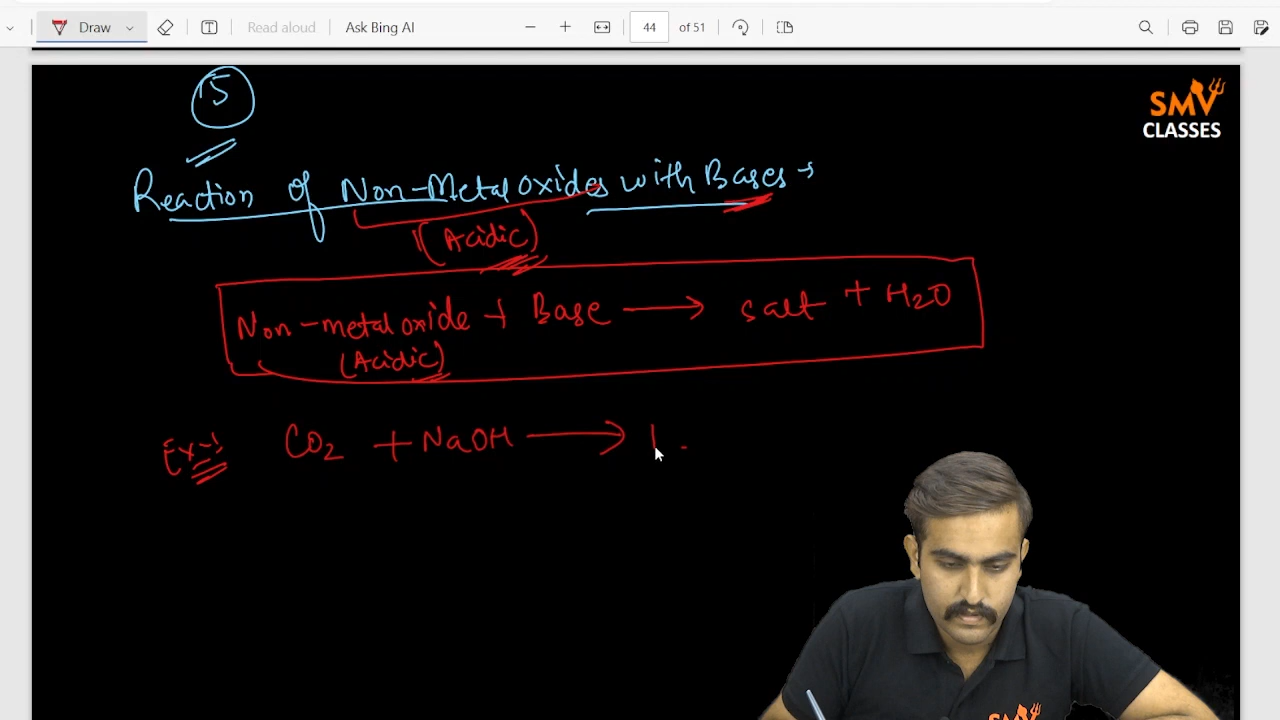 Draw
Read aloud
Ask Bing AI
44 of 51
15
SMV
CLASSES
Reaction of Non-Metal oxides with Bases →
(Acidic)
Non-metal oxide + Base → salt + H2O
(Acidic)
Ex-1 CO2 + NaOH →
SMV